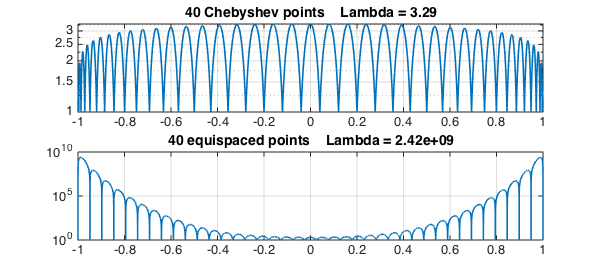 40 Chebyshev points Lambda = 3.29
3
2.5
2
1.5
1
-1 -0.8 -0.6 -0.4 -0.2 0 0.2 0.4 0.6 0.8 1
40 equispaced points Lambda = 2.42e+09
10^10
10^5
10^0
-1 -0.8 -0.6 -0.4 -0.2 0 0.2 0.4 0.6 0.8 1